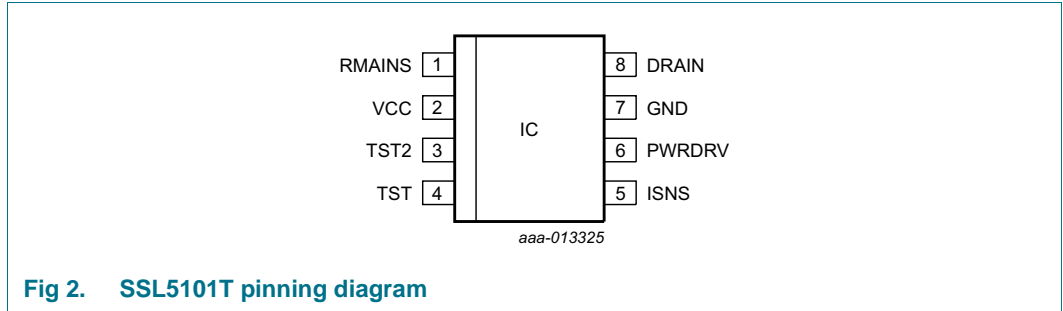 RMAINS 1 8 DRAIN
VCC 2 7 GND
IC
TST2 3 6 PWRDRV
TST 4 5 ISNS
aaa-013325
Fig 2. SSL5101T pinning diagram